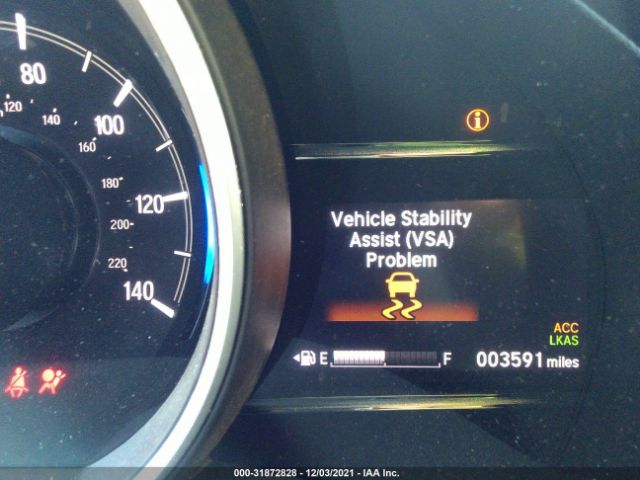 80
100
120
140
120
140
160
180
200
220
Vehicle Stability
Assist (VSA)
Problem
ACC
LKAS
E
F
003591 miles
000-31872828 - 12/03/2021 - IAA Inc.